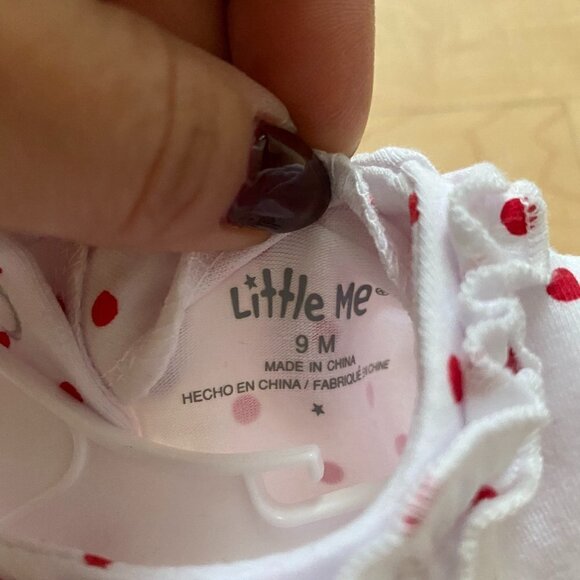 Little Me®
9 M
MADE IN CHINA
HECHO EN CHINA / FABRIQUÉ EN CHINE